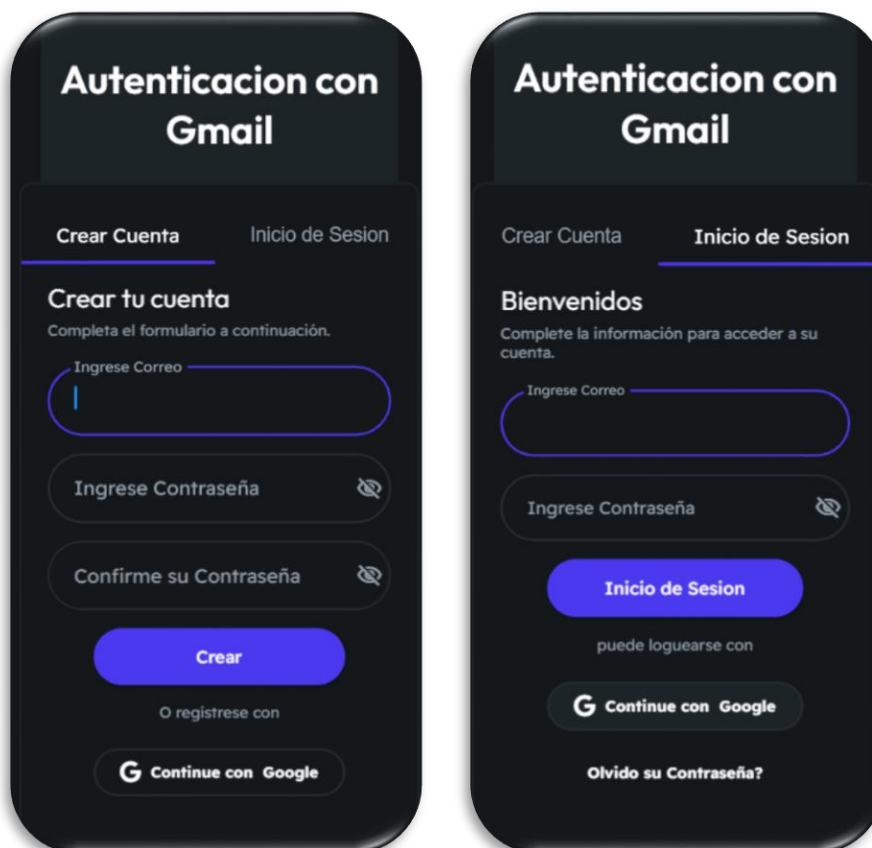 Autenticacion con
Gmail
Crear Cuenta
Inicio de Sesion
Crear tu cuenta
Completa el formulario a continuación.
Ingrese Correo
Ingrese Contraseña
Confirme su Contraseña
Crear
O registrese con
G Continue con Google
Autenticacion con
Gmail
Crear Cuenta
Inicio de Sesion
Bienvenidos
Complete la información para acceder a su
cuenta.
Ingrese Correo
Ingrese Contraseña
Inicio de Sesion
puede loguearse con
G Continue con Google
Olvido su Contraseña?